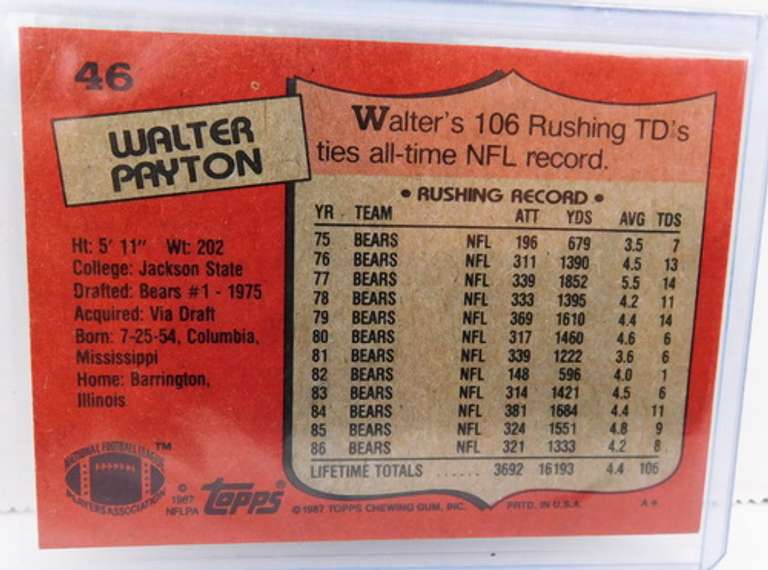 46
WALTER
PAYTON
Ht: 5' 11" Wt: 202
College: Jackson State
Drafted: Bears #1 - 1975
Acquired: Via Draft
Born: 7-25-54, Columbia,
Mississippi
Home: Barrington,
Illinois
Walter's 106 Rushing TD's
ties all-time NFL record.
• RUSHING RECORD •
YR TEAM ATT YDS AVG TDS
75 BEARS NFL 196 679 3.5 7
76 BEARS NFL 311 1390 4.5 13
77 BEARS NFL 339 1852 5.5 14
78 BEARS NFL 333 1395 4.2 11
79 BEARS NFL 369 1610 4.4 14
80 BEARS NFL 317 1460 4.6 6
81 BEARS NFL 339 1222 3.6 6
82 BEARS NFL 148 596 4.0 1
83 BEARS NFL 314 1421 4.5 6
84 BEARS NFL 381 1684 4.4 11
85 BEARS NFL 324 1551 4.8 9
86 BEARS NFL 321 1333 4.2 8
LIFETIME TOTALS ...... 3692 16193 4.4 106
NATIONAL FOOTBALL LEAGUE
PLAYERS ASSOCIATION
TM
©
1987
NFLPA
TOPPS
© 1987 TOPPS CHEWING GUM, INC. PRTD. IN U.S.A. A*